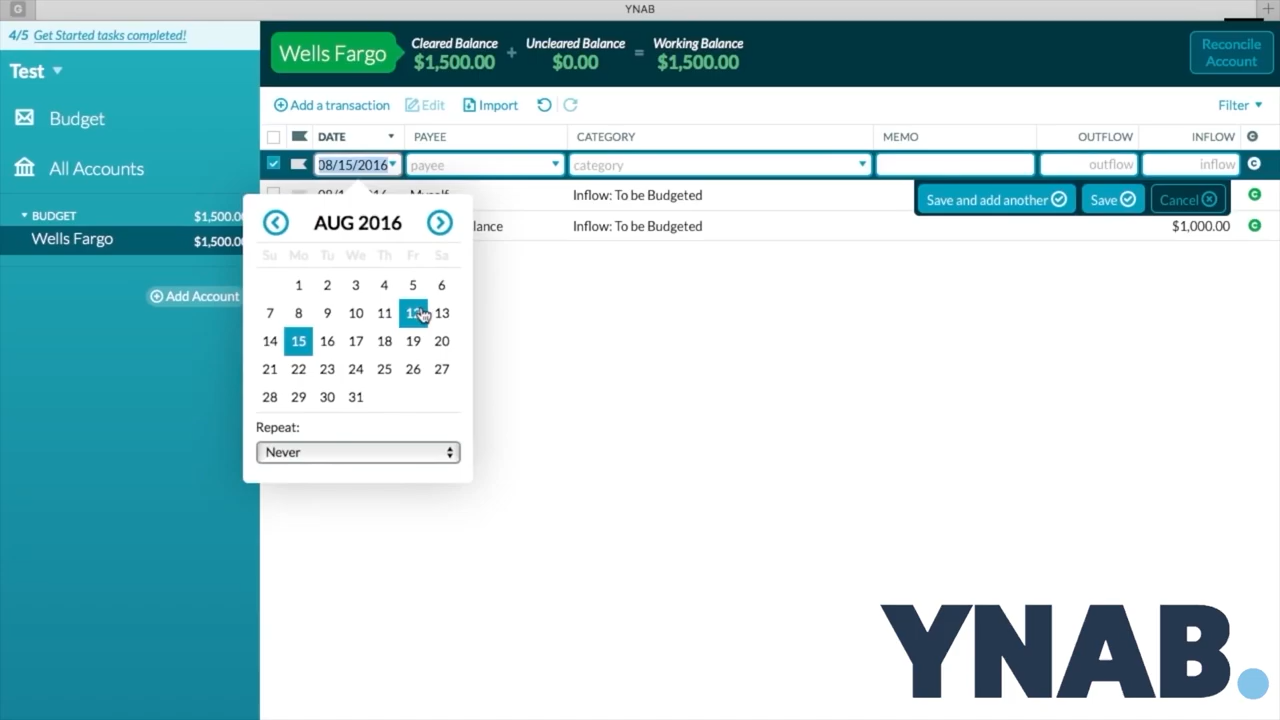 G
YNAB
4/5 Get Started tasks completed!
Test
Budget
All Accounts
BUDGET $1,500.0
Wells Fargo $1,500.0
Add Account
Wells Fargo
Cleared Balance + Uncleared Balance = Working Balance
$1,500.00 $0.00 $1,500.00
Reconcile
Account
Add a transaction Edit Import
Filter
DATE PAYEE CATEGORY MEMO OUTFLOW INFLOW C
08/15/2016 payee category outflow inflow C
Myself Inflow: To be Budgeted C
lance Inflow: To be Budgeted $1,000.00 C
Save and add another Save Cancel
AUG 2016
Su Mo Tu We Th Fr Sa
1 2 3 4 5 6
7 8 9 10 11 12 13
14 15 16 17 18 19 20
21 22 23 24 25 26 27
28 29 30 31
Repeat:
Never
YNAB.